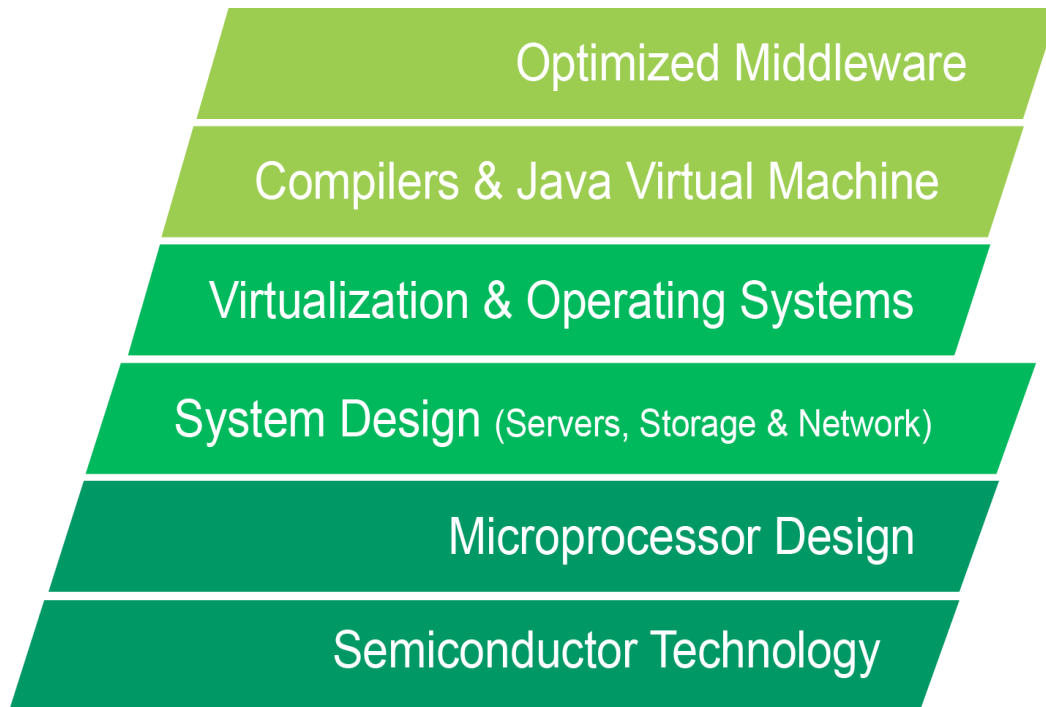 Optimized Middleware
Compilers & Java Virtual Machine
Virtualization & Operating Systems
System Design (Servers, Storage & Network)
Microprocessor Design
Semiconductor Technology